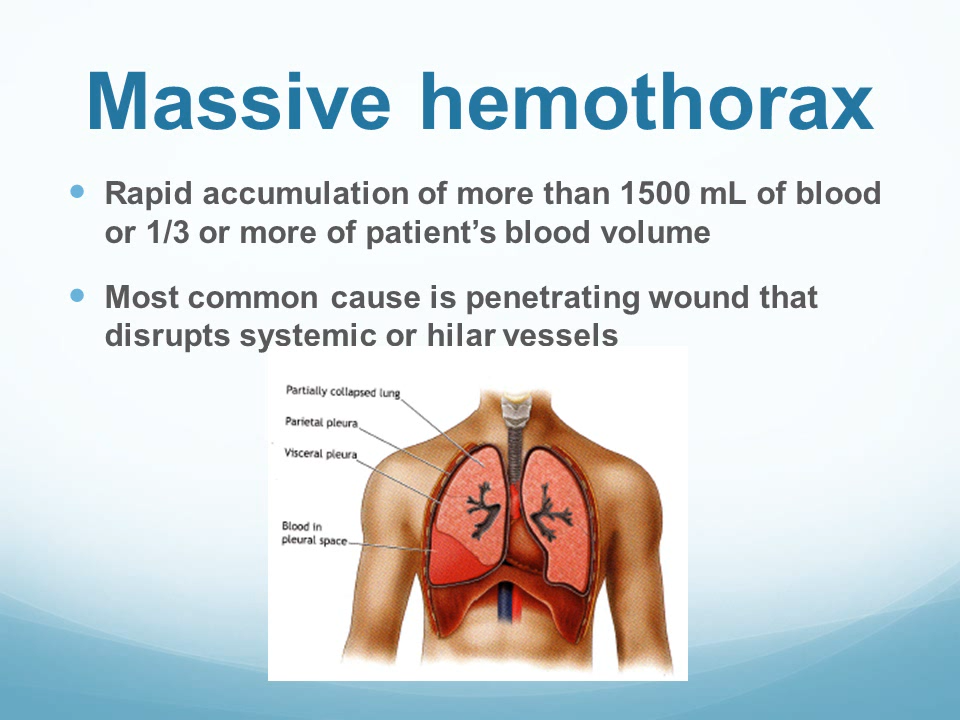 Massive hemothorax
• Rapid accumulation of more than 1500 mL of blood
or 1/3 or more of patient’s blood volume
• Most common cause is penetrating wound that
disrupts systemic or hilar vessels
Partially collapsed lung
Parietal pleura
Visceral pleura
Blood in
pleural space